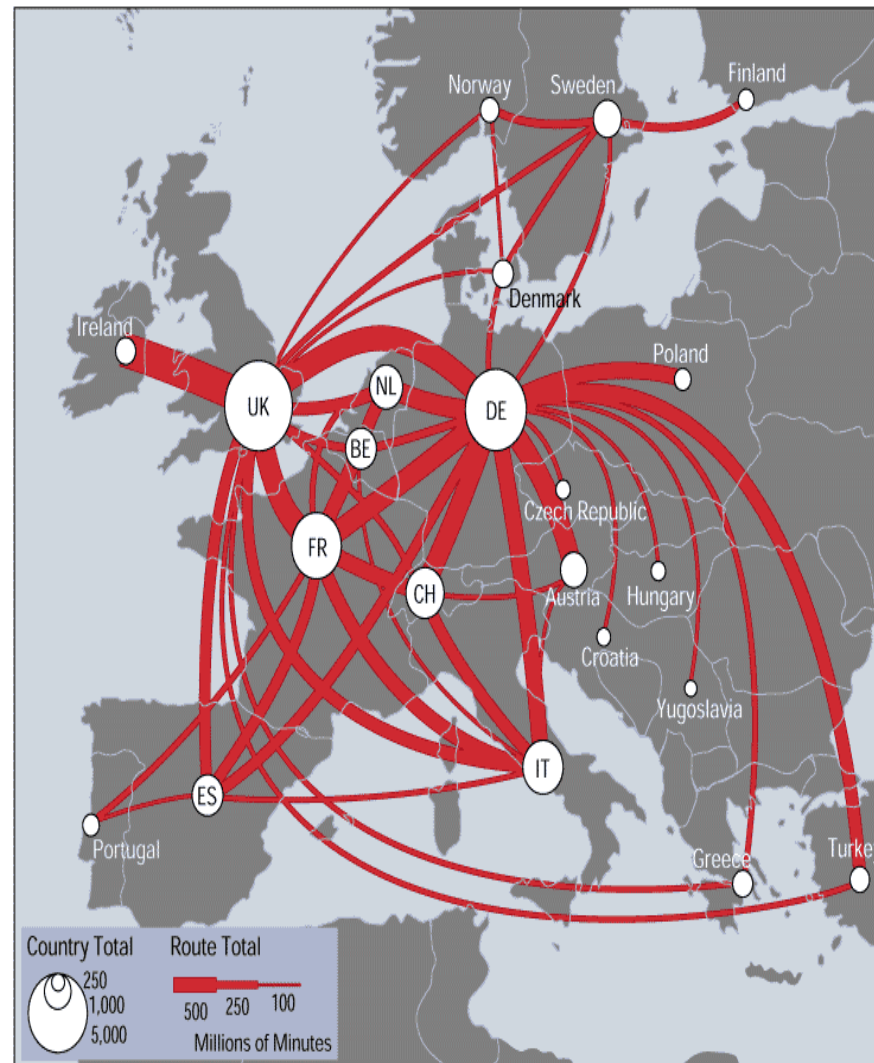 Norway
Sweden
Finland
Denmark
Ireland
Poland
UK
NL
DE
BE
Czech Republic
FR
CH
Austria
Hungary
Croatia
Yugoslavia
IT
ES
Portugal
Greece
Turke
Country Total
Route Total
250
1,000
5,000
500
250
100
Millions of Minutes